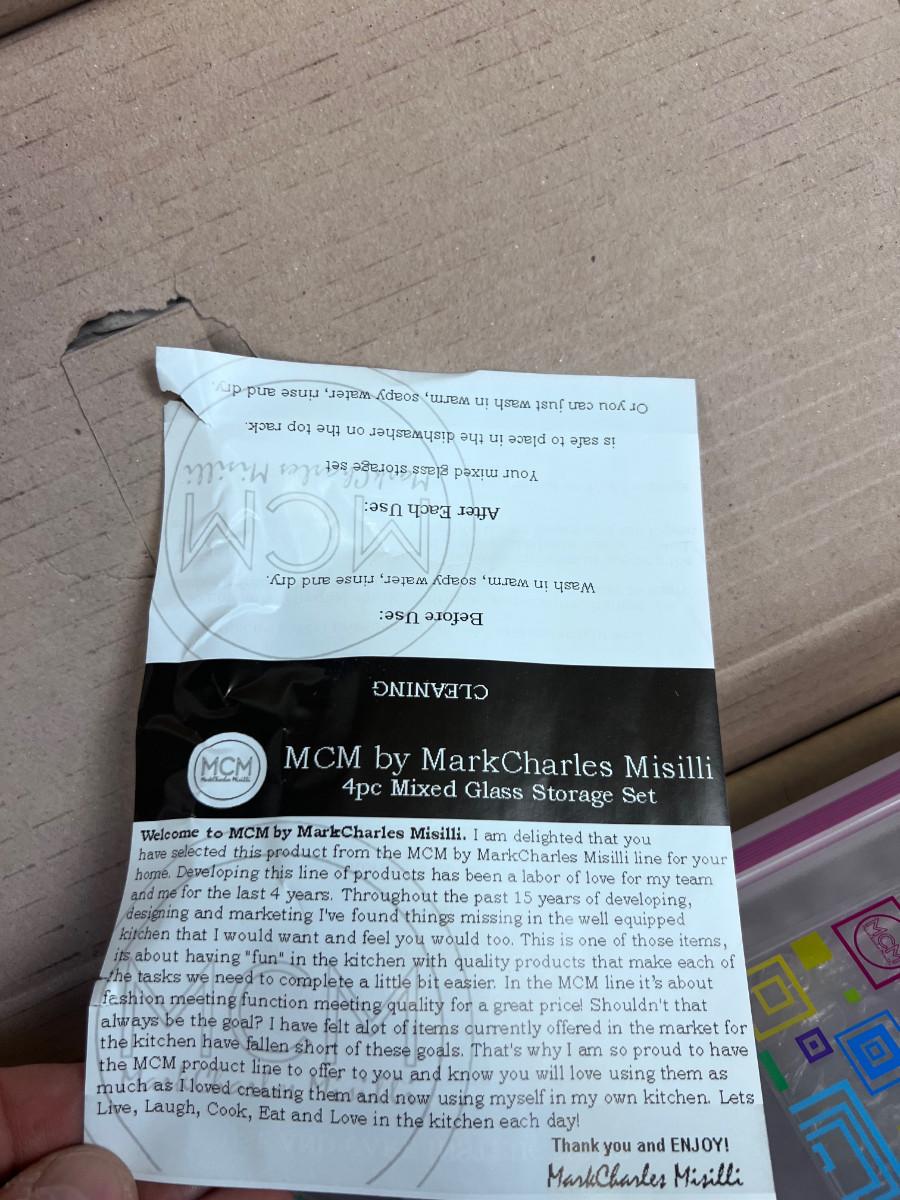 MCM by MarkCharles Misilli
4pc Mixed Glass Storage Set
MCM
MarkCharles Misilli
Welcome to MCM by MarkCharles Misilli. I am delighted that you
have selected this product from the MCM by MarkCharles Misilli line for your
home. Developing this line of products has been a labor of love for my team
and me for the last 4 years. Throughout the past 15 years of developing,
designing and marketing I've found things missing in the well equipped
kitchen that I would want and feel you would too. This is one of those items,
its about having "fun" in the kitchen with quality products that make each of
the tasks we need to complete a little bit easier. In the MCM line it's about
fashion meeting function meeting quality for a great price! Shouldn't that
always be the goal? I have felt alot of items currently offered in the market for
the kitchen have fallen short of these goals. That's why I am so proud to have
the MCM product line to offer to you and know you will love using them as
much as I loved creating them and now using myself in my own kitchen. Lets
Live, Laugh, Cook, Eat and Love in the kitchen each day!
Thank you and ENJOY!
MarkCharles Misilli
MCM
CLEANING
Before Use:
Wash in warm, soapy water, rinse and dry.
After Each Use:
Your mixed glass storage set
is safe to place in the dishwasher on the top rack.
Or you can just wash in warm, soapy water, rinse and dry.
MCM
MarkCharles Misilli
MCM